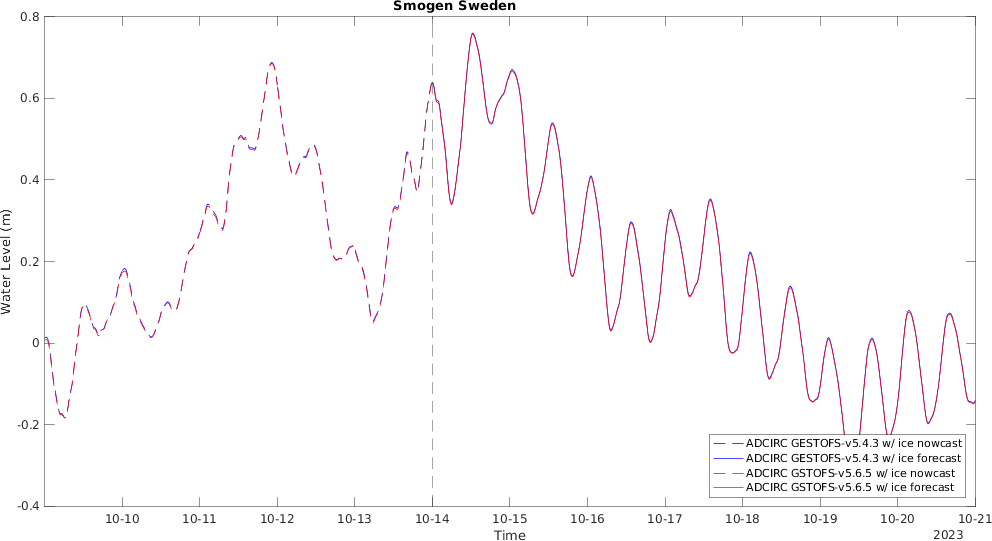 Smogen Sweden
0.8
0.6
0.4
0.2
0
-0.2
-0.4
Water Level (m)
ADCIRC GESTOFS-v5.4.3 w/ ice nowcast
ADCIRC GESTOFS-v5.4.3 w/ ice forecast
ADCIRC GSTOFS-v5.6.5 w/ ice nowcast
ADCIRC GSTOFS-v5.6.5 w/ ice forecast
10-10 10-11 10-12 10-13 10-14 10-15 10-16 10-17 10-18 10-19 10-20 10-21
Time
2023